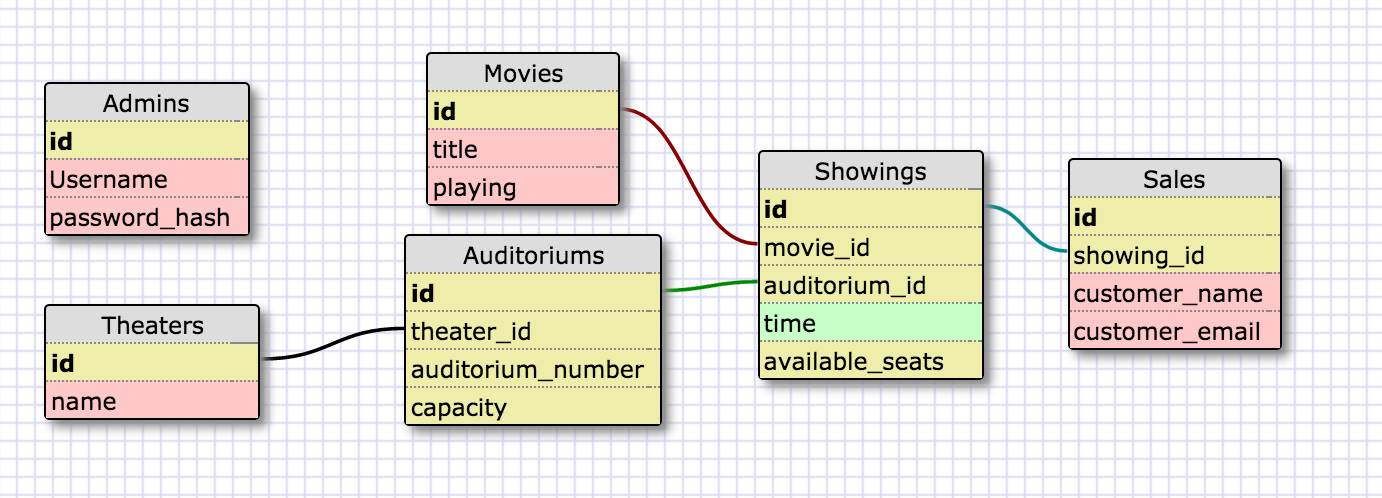 Admins
id
Username
password_hash
Theaters
id
name
Movies
id
title
playing
Auditoriums
id
theater_id
auditorium_number
capacity
Showings
id
movie_id
auditorium_id
time
available_seats
Sales
id
showing_id
customer_name
customer_email